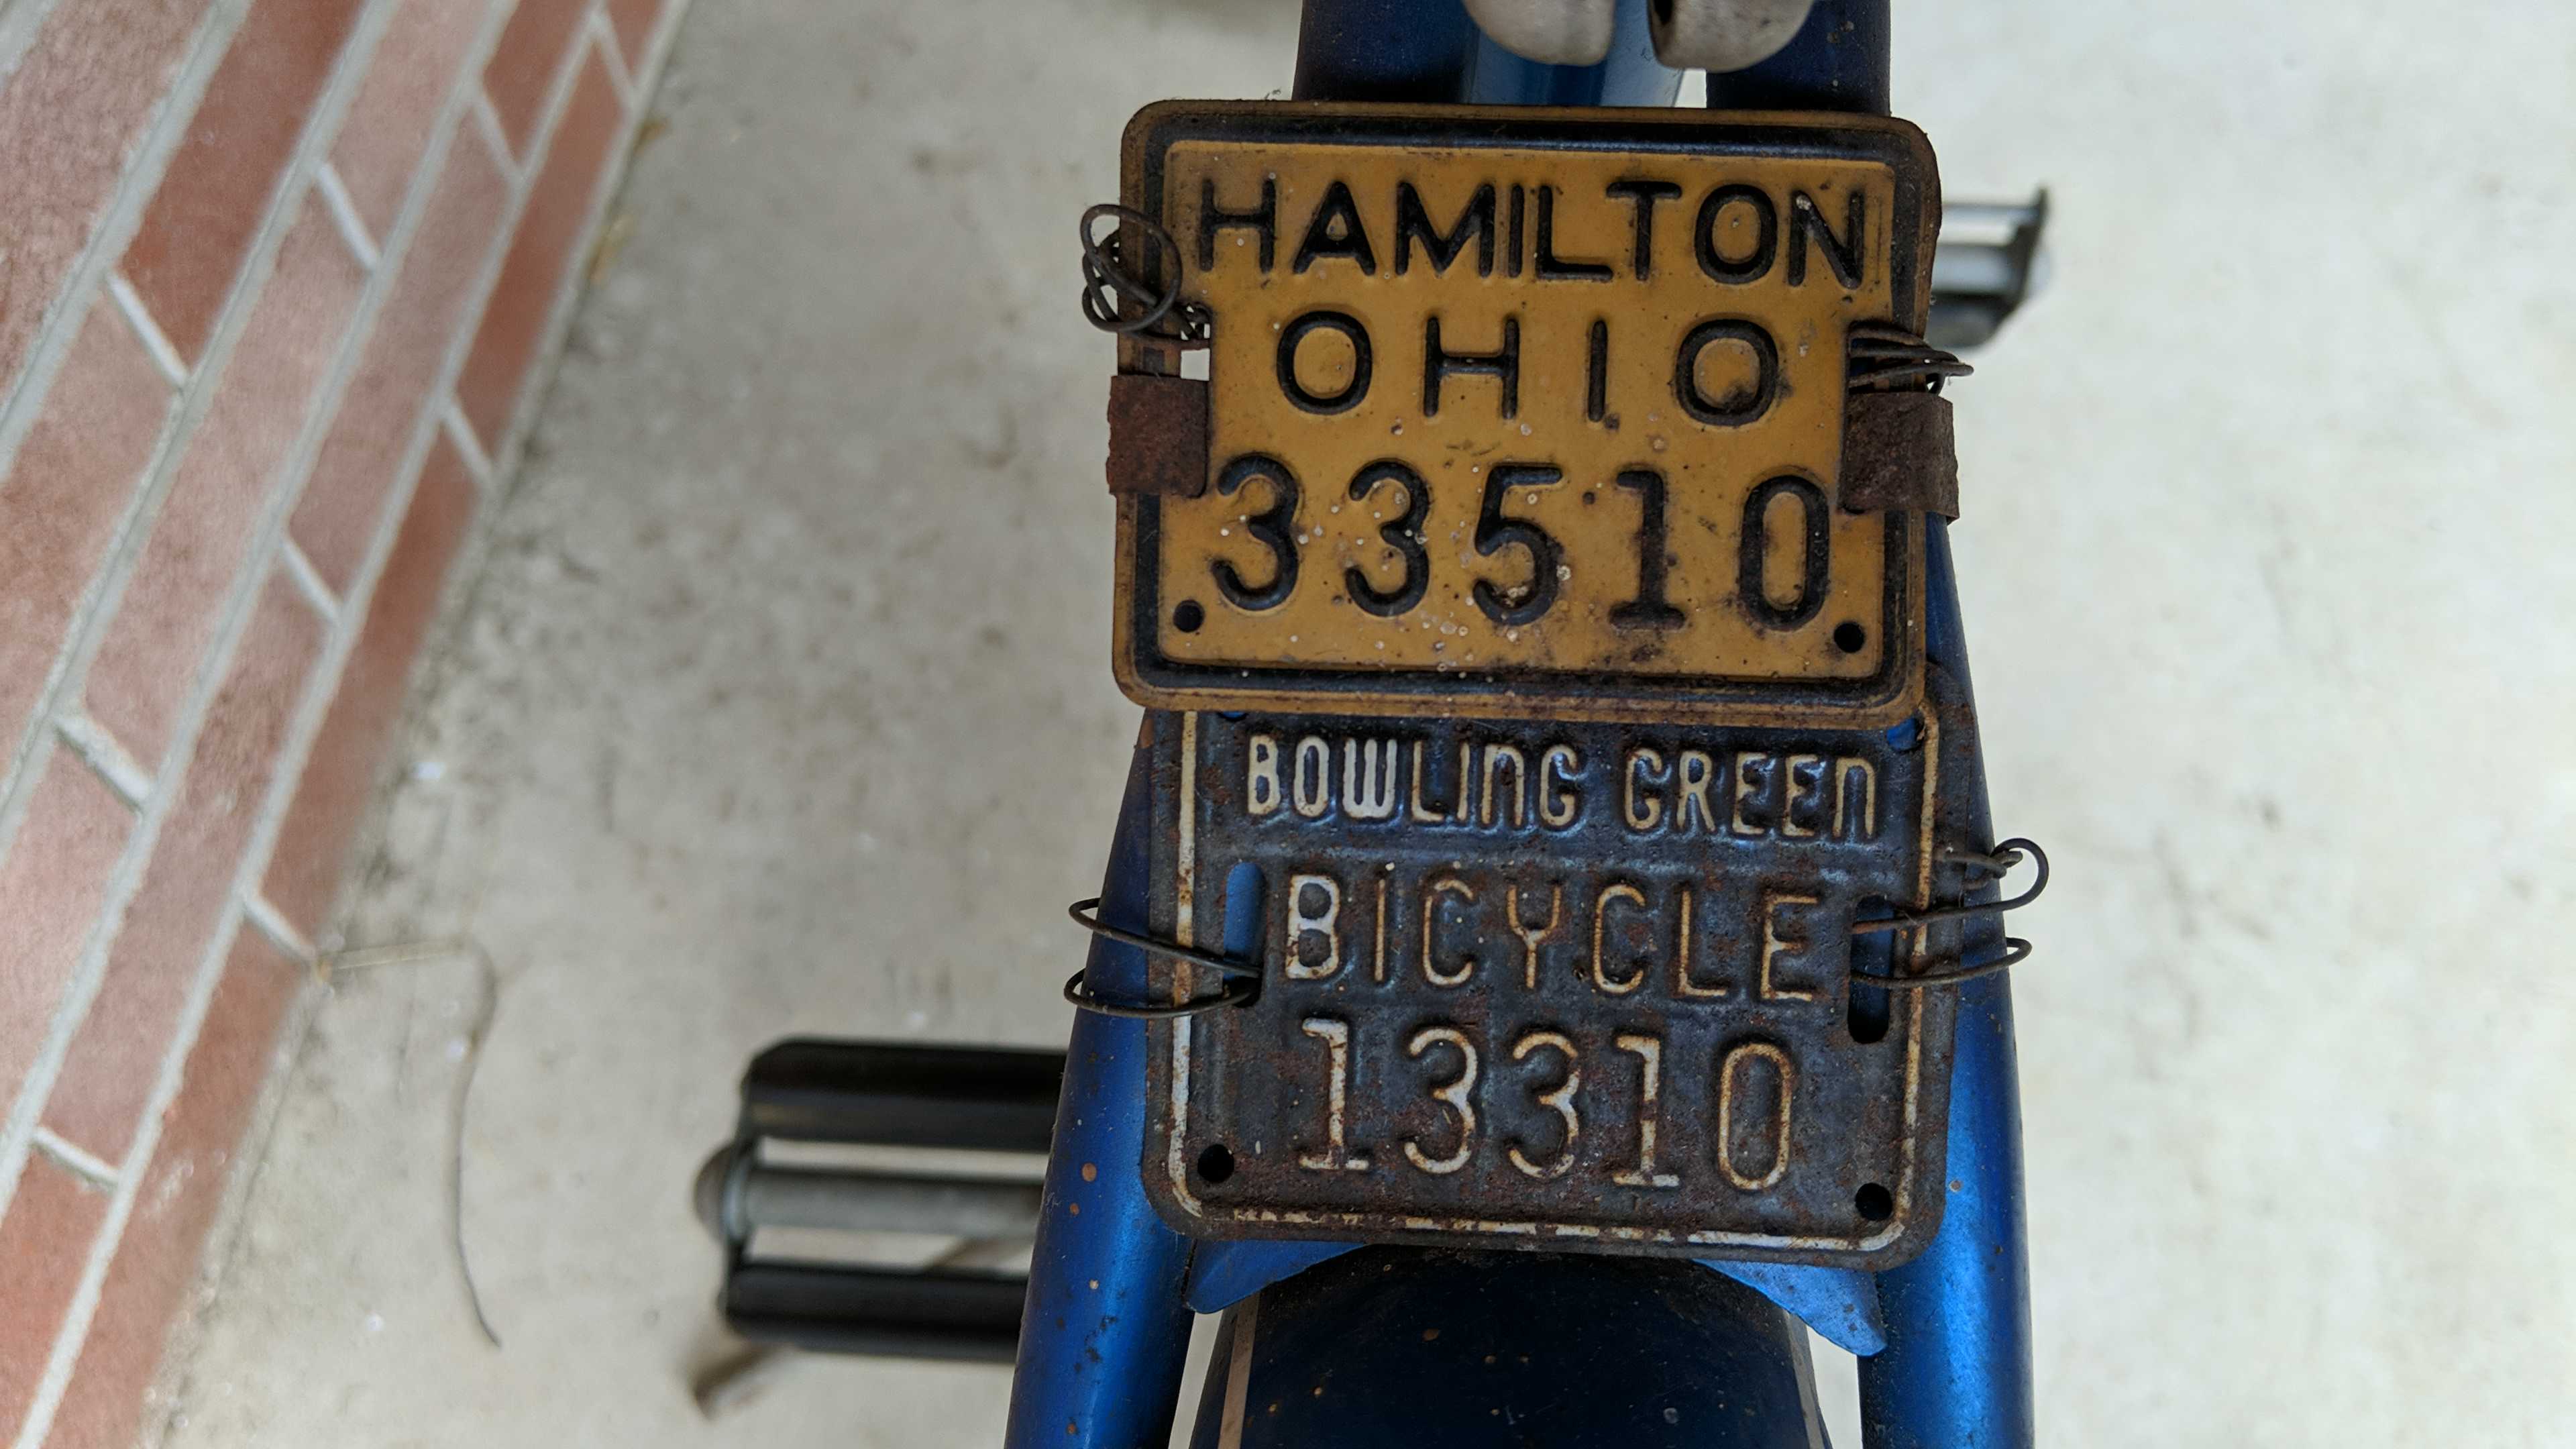 HAMILTON
OHIO
33510
BOWLING GREEN
BICYCLE
13310